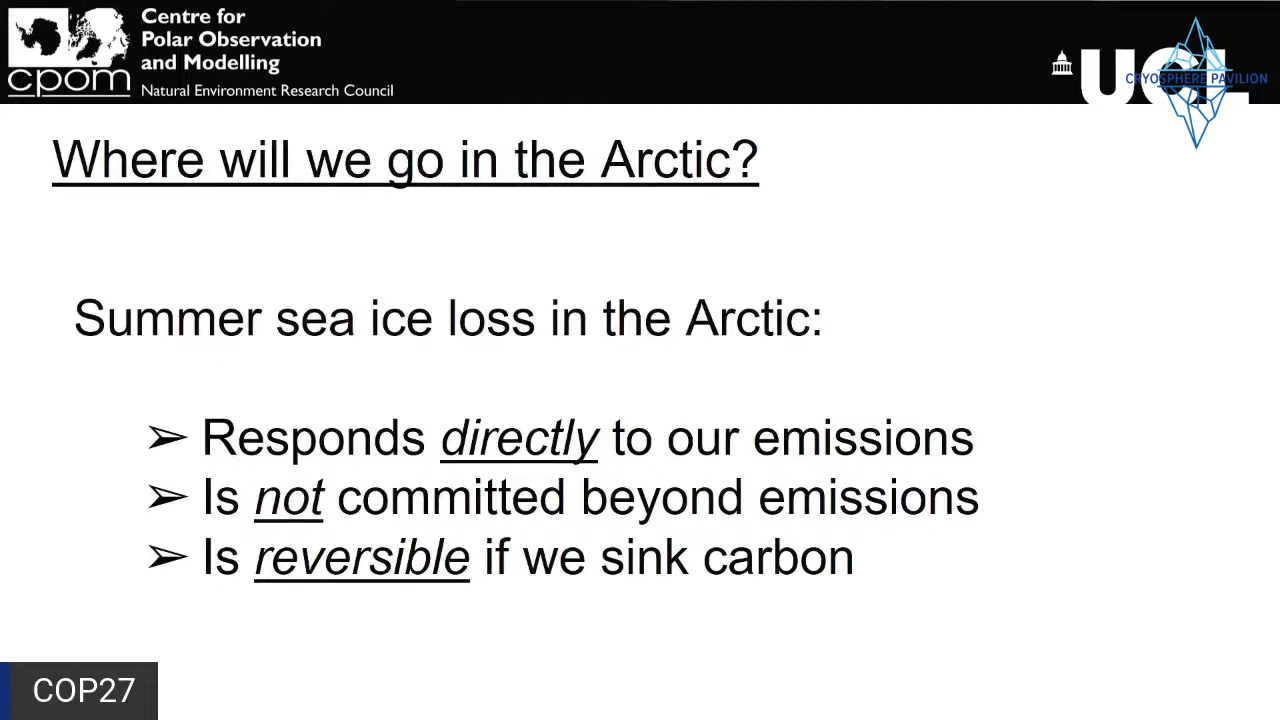 Centre for
Polar Observation
and Modelling
cpom
Natural Environment Research Council
UCL
CRYOSPHERE PAVILION
Where will we go in the Arctic?
Summer sea ice loss in the Arctic:
➢ Responds directly to our emissions
➢ Is not committed beyond emissions
➢ Is reversible if we sink carbon
COP27